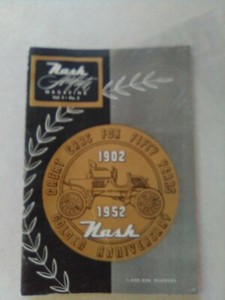 Nash
MAGAZINE
GREAT CARS FOR FIFTY YEARS
1902
1952
Nash
GOLDEN ANNIVERSARY